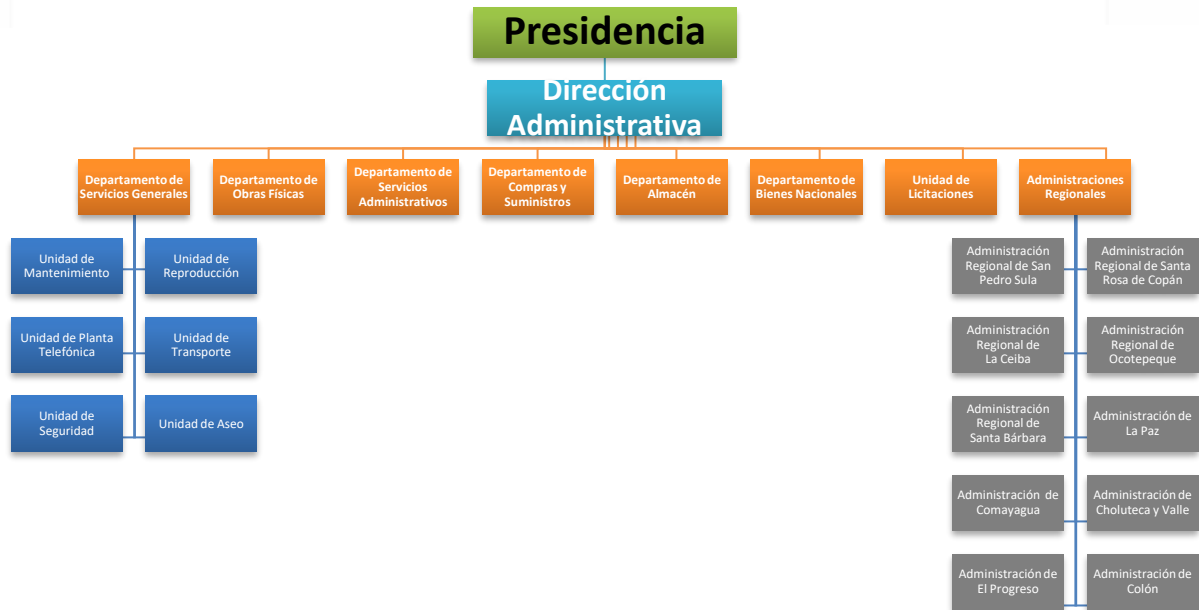 Presidencia
Dirección
Administrativa
Departamento de
Servicios Generales
Departamento de
Obras Físicas
Departamento de
Servicios
Administrativos
Departamento de
Compras y
Suministros
Departamento de
Almacén
Departamento de
Bienes Nacionales
Unidad de
Licitaciones
Administraciones
Regionales
Unidad de
Mantenimiento
Unidad de
Reproducción
Unidad de Planta
Telefónica
Unidad de
Transporte
Unidad de
Seguridad
Unidad de Aseo
Administración
Regional de San
Pedro Sula
Administración
Regional de Santa
Rosa de Copán
Administración
Regional de
La Ceiba
Administración
Regional de
Ocotepeque
Administración
Regional de
Santa Bárbara
Administración de
La Paz
Administración de
Comayagua
Administración de
Choluteca y Valle
Administración de
El Progreso
Administración de
Colón